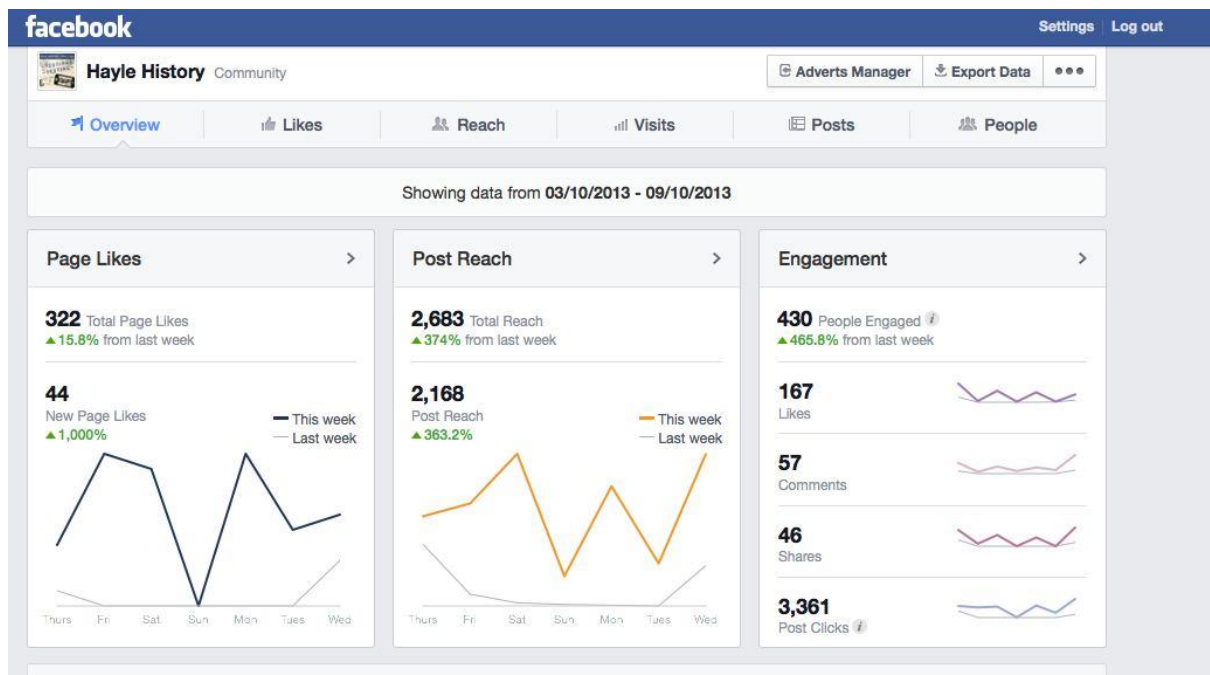 facebook
Settings Log out
Hayle History Community
Adverts Manager Export Data
Overview Likes Reach Visits Posts People
Showing data from 03/10/2013 - 09/10/2013
Page Likes
322 Total Page Likes
15.8% from last week
44
New Page Likes
1,000%
This week
Last week
Thurs Fri Sat Sun Mon Tues Wed
Post Reach
2,683 Total Reach
374% from last week
2,168
Post Reach
363.2%
This week
Last week
Thurs Fri Sat Sun Mon Tues Wed
Engagement
430 People Engaged i
465.8% from last week
167
Likes
57
Comments
46
Shares
3,361
Post Clicks i